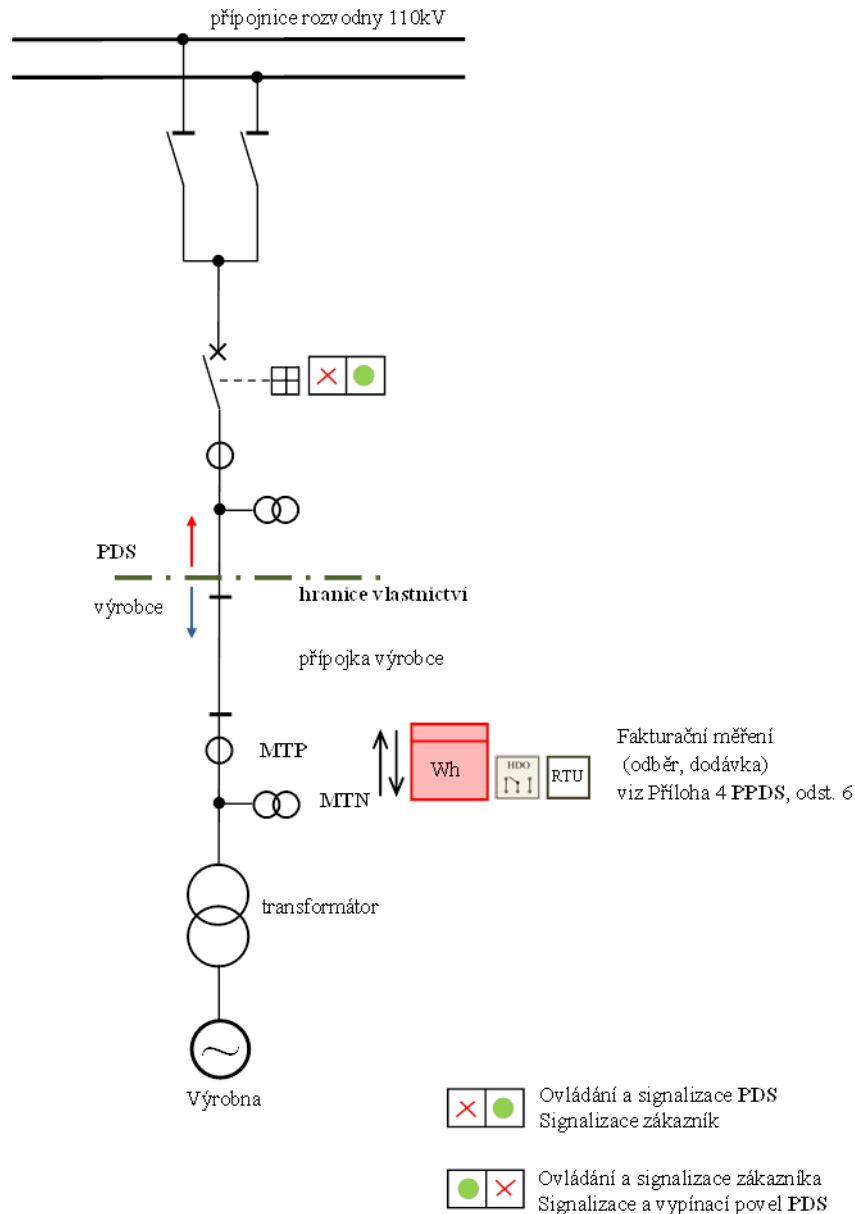 přípojnice rozvodny 110kV
PDS
hranice vlastnictví
výrobce
přípojka výrobce
MTP
Wh
HDO
RTU
Fakturační měření
(odběr, dodávka)
viz Příloha 4 PPDS, odst. 6
MTN
transformátor
Výrobna
Ovládání a signalizace PDS
Signalizace zákazník
Ovládání a signalizace zákazníka
Signalizace a vypínací povel PDS